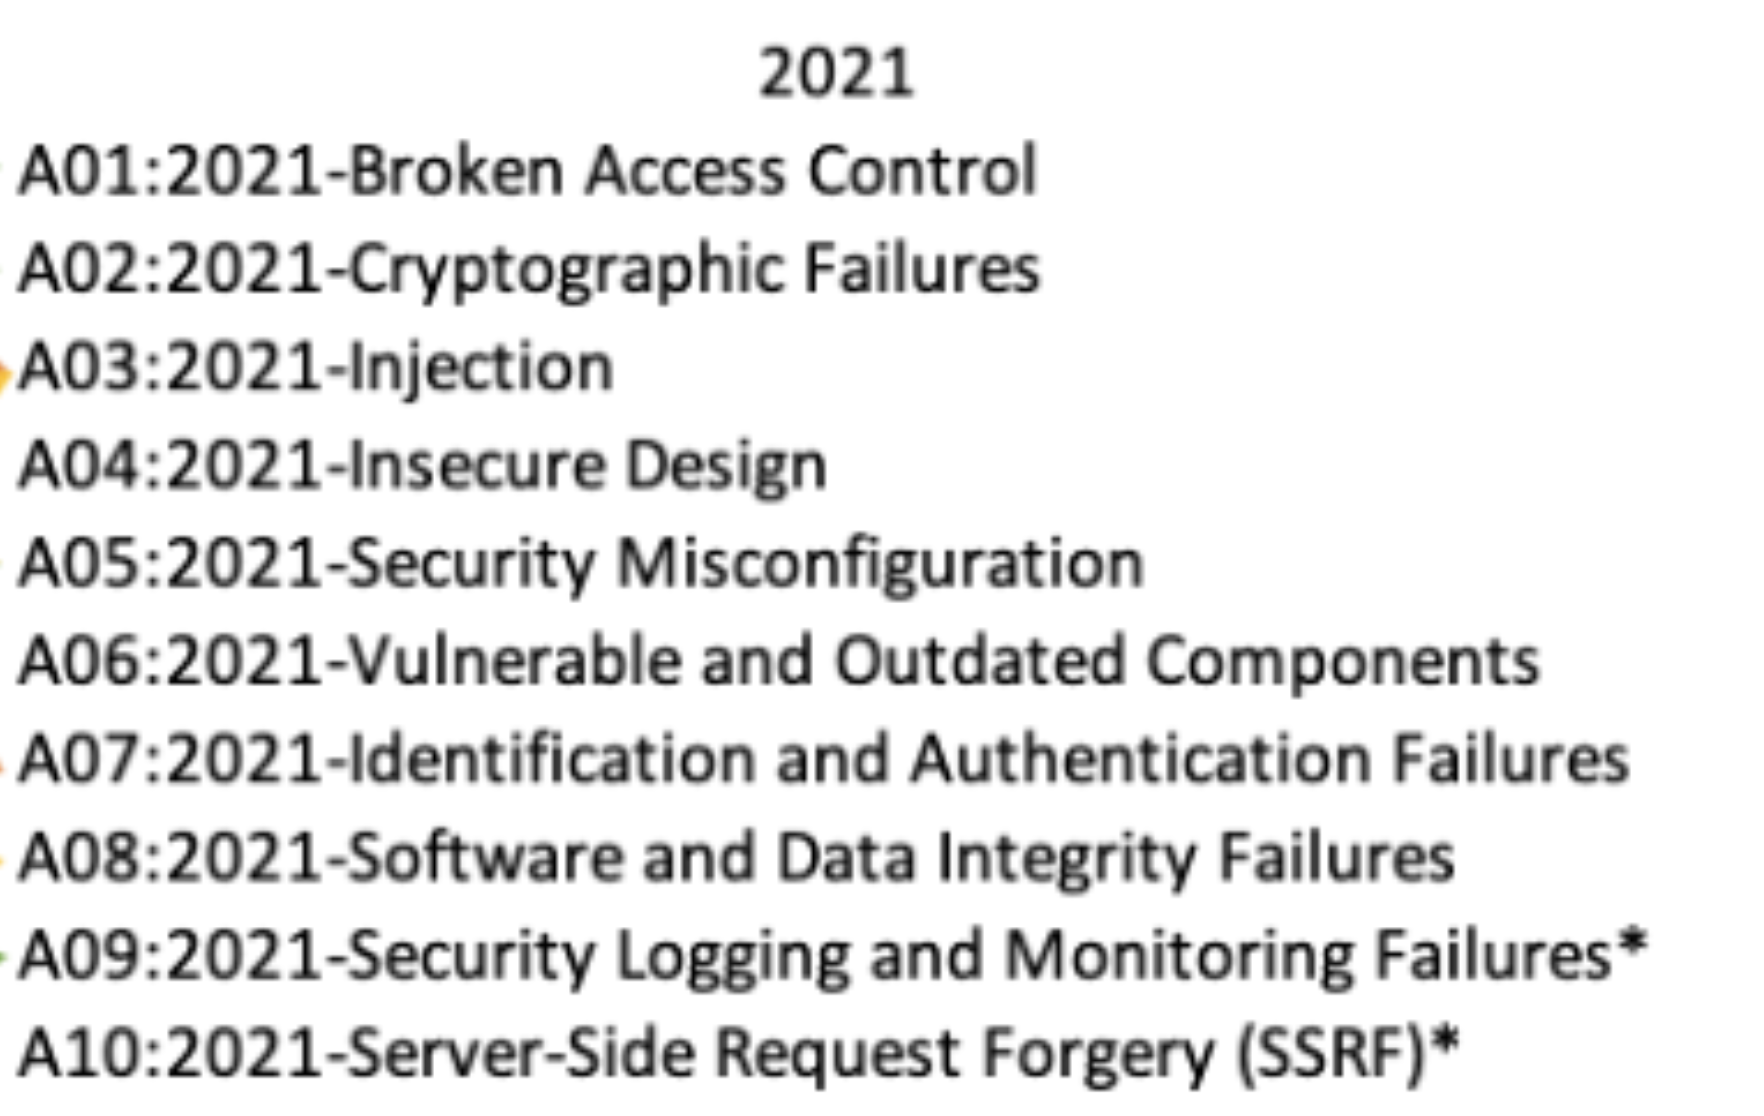 2021
A01:2021-Broken Access Control
A02:2021-Cryptographic Failures
A03:2021-Injection
A04:2021-Insecure Design
A05:2021-Security Misconfiguration
A06:2021-Vulnerable and Outdated Components
A07:2021-Identification and Authentication Failures
A08:2021-Software and Data Integrity Failures
A09:2021-Security Logging and Monitoring Failures*
A10:2021-Server-Side Request Forgery (SSRF)*